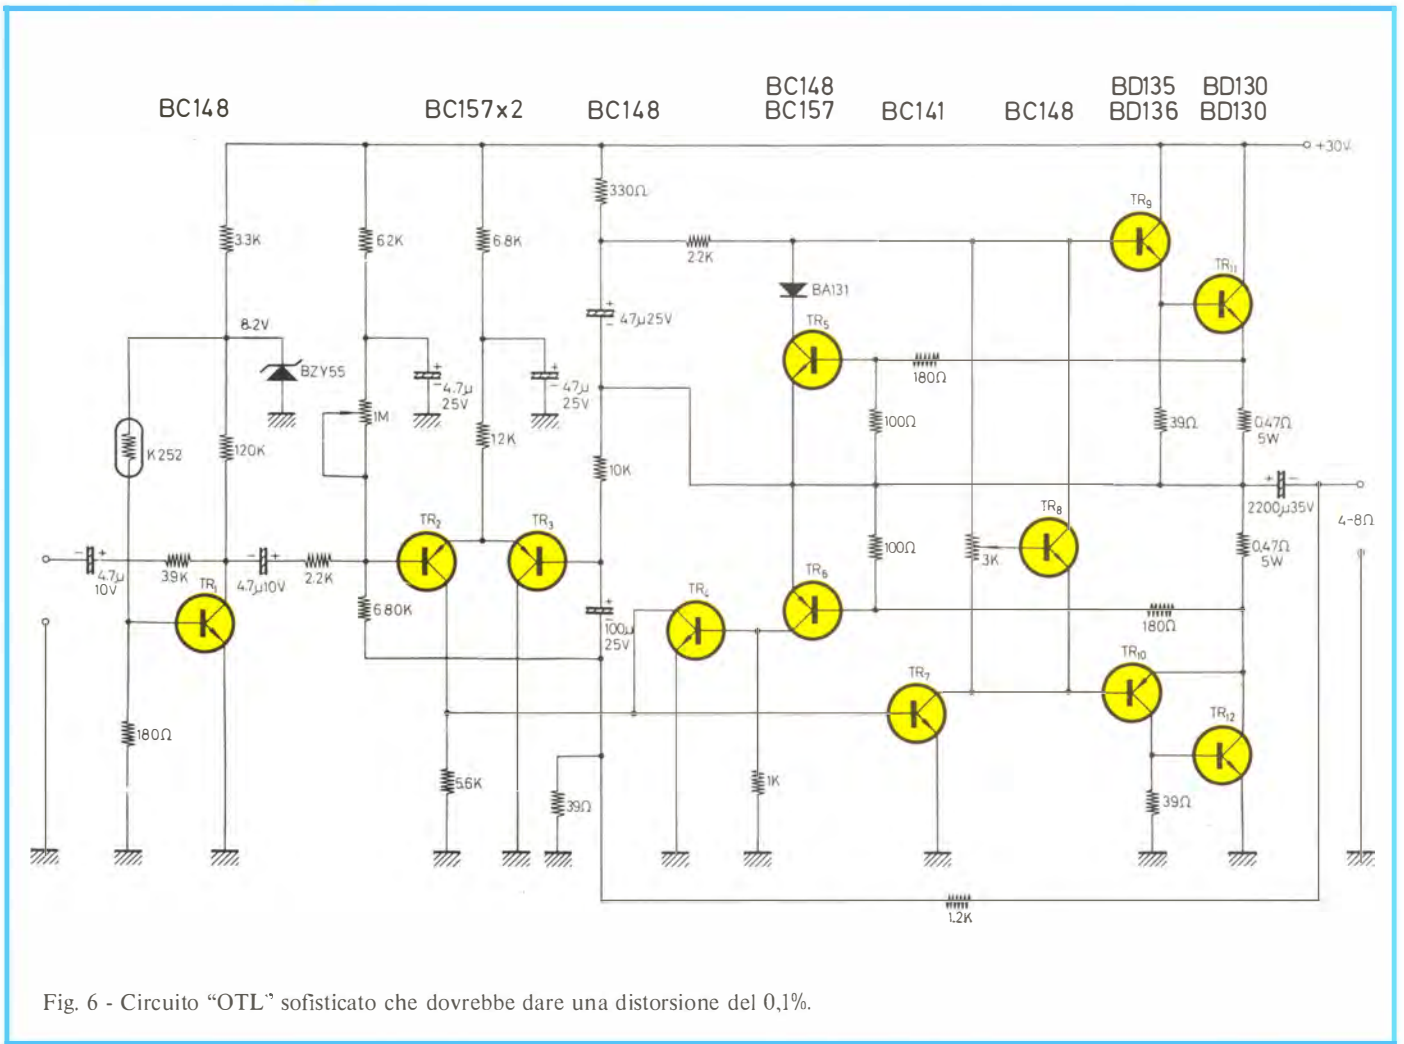 BC148
BC157x2
BC148
BC148
BC157
BC141
BC148
BD135
BD136
BD130
BD130
+30V
330Ω
TR9
3.3K
62K
6.8K
2.2K
TR11
BA131
8.2V
+
47µ25V
-
TR5
BZY55
+
-4.7µ
25V
+
-47µ
25V
180Ω
1M
100Ω
39Ω
0,47Ω
5W
K252
120K
12K
10K
+ -
2200µ35V
TR2
TR3
TR8
4-8Ω
- +
4.7µ
10V
39K
- +
4.7µ10V
2.2K
100Ω
3K
0,47Ω
5W
TR1
TR4
TR6
680K
+
-100µ
25V
180Ω
TR10
TR7
TR12
180Ω
5.6K
39Ω
1K
39Ω
1.2K
Fig. 6 - Circuito “OTL” sofisticato che dovrebbe dare una distorsione del 0,1%.